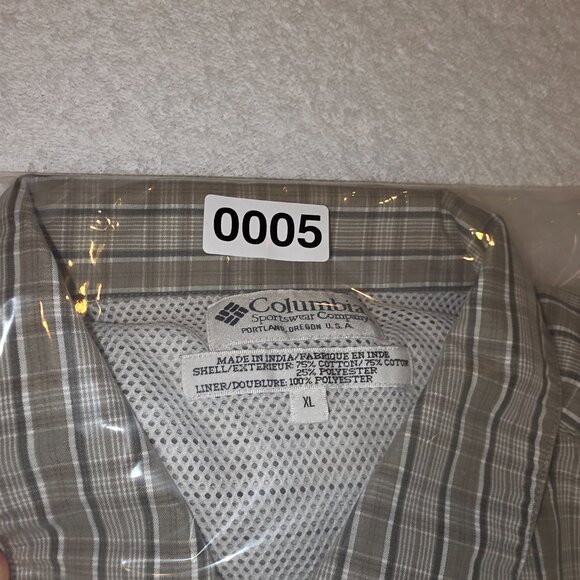 0005
Columbia
Sportswear Company
PORTLAND, OREGON U.S.A.
MADE IN INDIA/FABRIQUE EN INDE
SHELL/EXTERIEUR: 75% COTTON/75% COTON
25% POLYESTER
LINER/DOUBLURE: 100% POLYESTER
XL